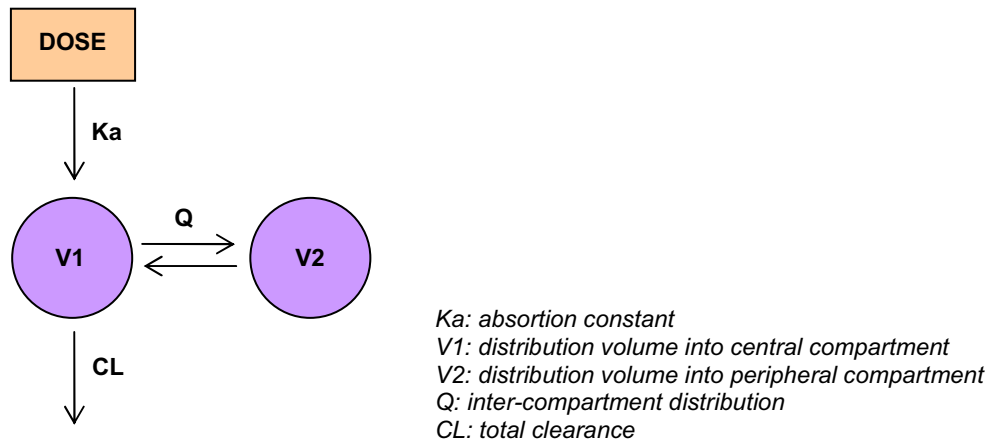 DOSE
Ka
Q
V1
V2
CL
Ka: absortion constant
V1: distribution volume into central compartment
V2: distribution volume into peripheral compartment
Q: inter-compartment distribution
CL: total clearance